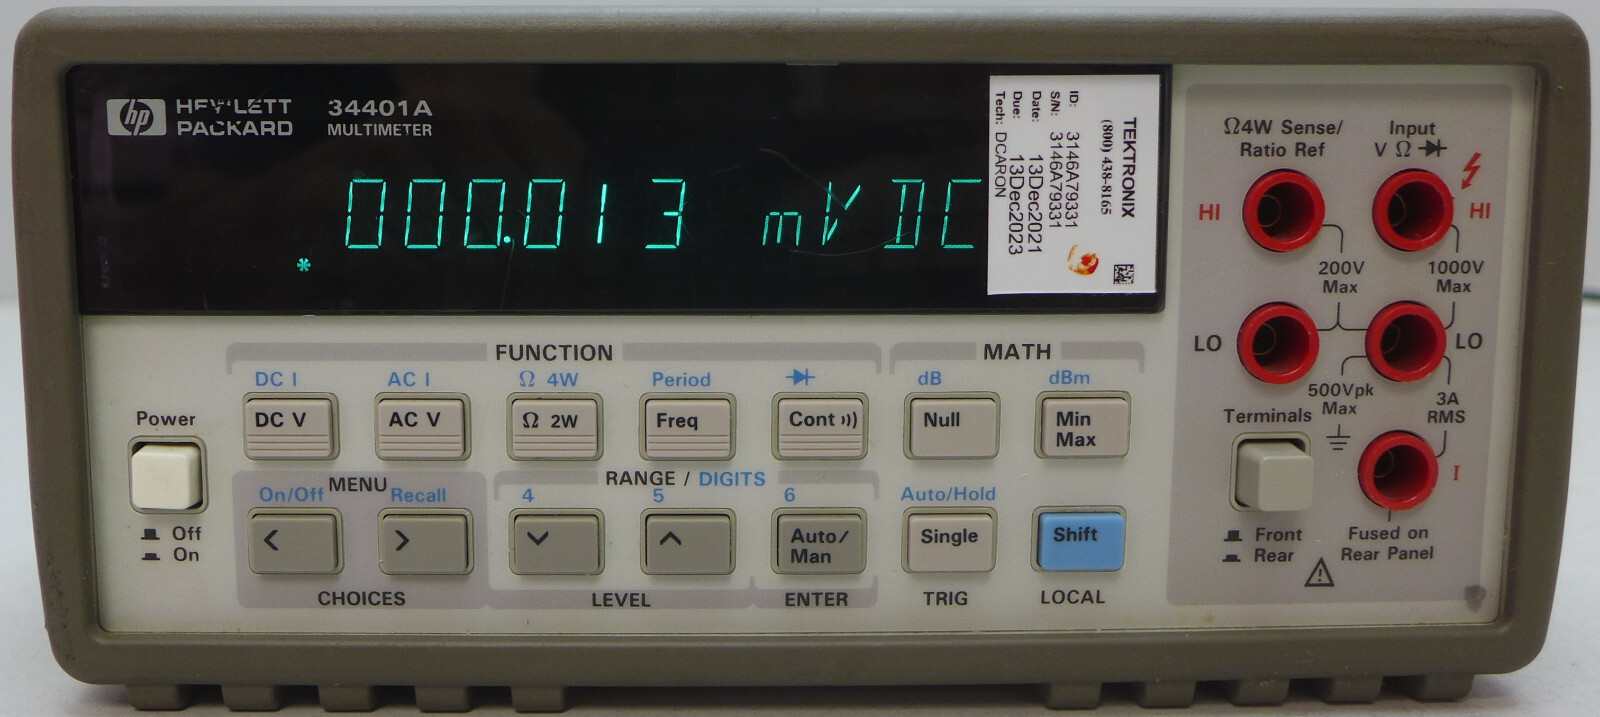 hp HEWLETT PACKARD
34401A
MULTIMETER
000.013 mVDC
*
TEKTRONIX
(800) 438-8165
ID: 3146A79331
S/N: 3146A79331
Date: 13Dec2021
Due: 13Dec2023
Tech: DCARON
Ω4W Sense/
Ratio Ref
Input
V Ω
HI
HI
200V
Max
1000V
Max
LO
LO
500Vpk
Max
3A
RMS
Terminals
I
Front
Rear
Fused on
Rear Panel
Power
Off
On
FUNCTION
MATH
DC I
AC I
Ω 4W
Period
dB
dBm
DC V
AC V
Ω 2W
Freq
Cont
Null
Min
Max
MENU
RANGE / DIGITS
On/Off
Recall
4
5
6
Auto/Hold
<
>
Auto/
Man
Single
Shift
CHOICES
LEVEL
ENTER
TRIG
LOCAL